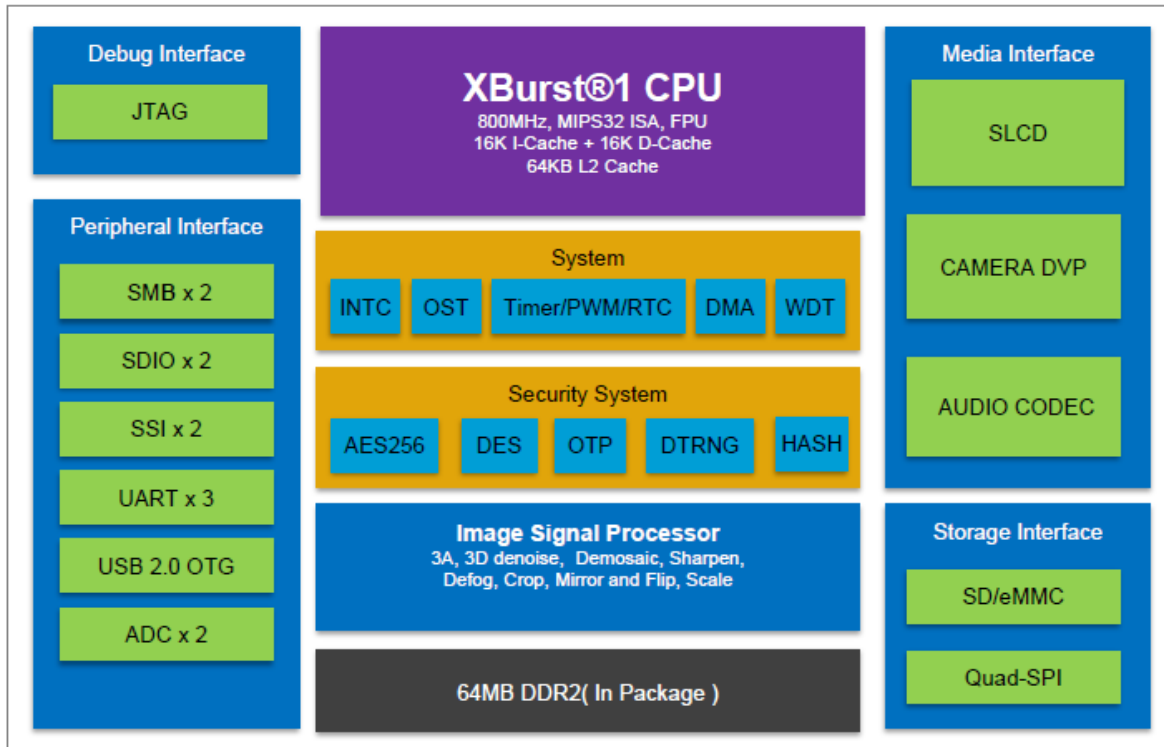 Debug Interface
JTAG
Peripheral Interface
SMB x 2
SDIO x 2
SSI x 2
UART x 3
USB 2.0 OTG
ADC x 2
XBurst®1 CPU
800MHz, MIPS32 ISA, FPU
16K I-Cache + 16K D-Cache
64KB L2 Cache
System
INTC OST Timer/PWM/RTC DMA WDT
Security System
AES256 DES OTP DTRNG HASH
Image Signal Processor
3A, 3D denoise, Demosaic, Sharpen,
Defog, Crop, Mirror and Flip, Scale
64MB DDR2( In Package )
Media Interface
SLCD
CAMERA DVP
AUDIO CODEC
Storage Interface
SD/eMMC
Quad-SPI